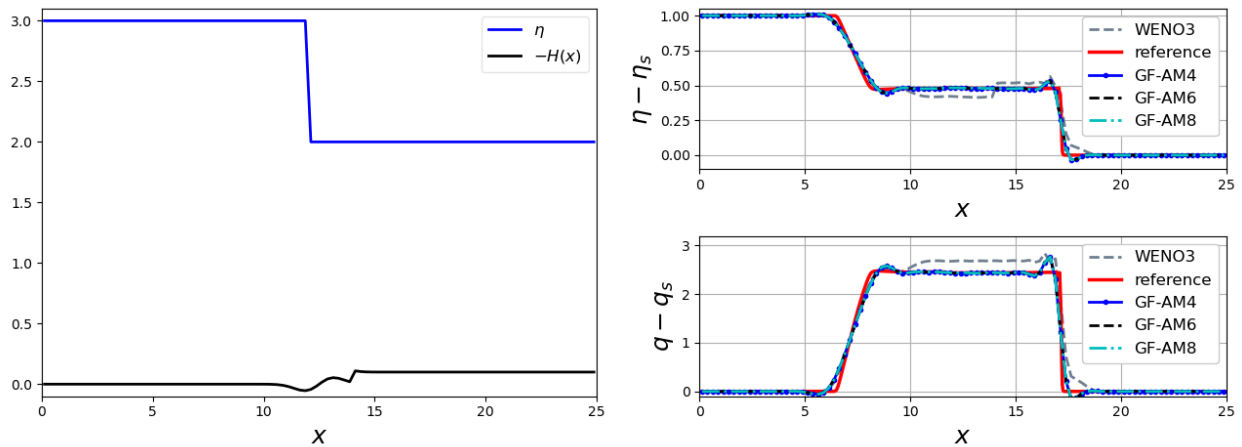 3.0
2.5
2.0
1.5
1.0
0.5
0.0
0
5
10
15
20
25
x
η
−H(x)
1.00
0.75
0.50
0.25
0.00
η − ηₛ
0
5
10
15
20
25
x
WENO3
reference
GF-AM4
GF-AM6
GF-AM8
3
2
1
0
q − qₛ
0
5
10
15
20
25
x
WENO3
reference
GF-AM4
GF-AM6
GF-AM8